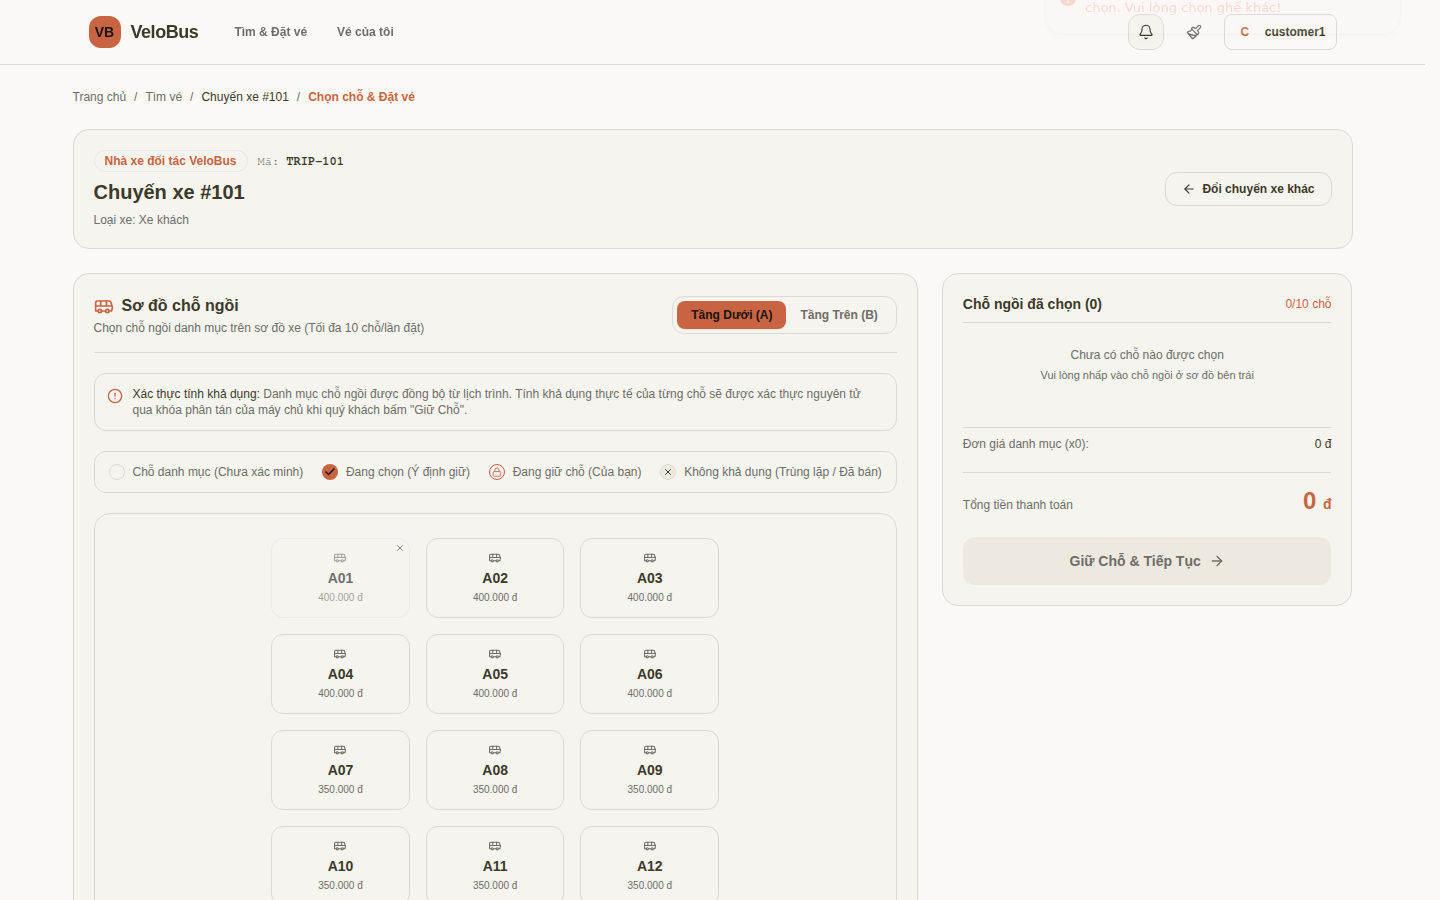 chọn. Vui lòng chọn ghế khác!
VB VeloBus Tìm & Đặt vé Vé của tôi C customer1
Trang chủ / Tìm vé / Chuyến xe #101 / Chọn chỗ & Đặt vé
Nhà xe đối tác VeloBus Mã: TRIP-101
Chuyến xe #101
Loại xe: Xe khách
Đổi chuyến xe khác
Sơ đồ chỗ ngồi
Chọn chỗ ngồi danh mục trên sơ đồ xe (Tối đa 10 chỗ/lần đặt)
Tầng Dưới (A) Tầng Trên (B)
Xác thực tính khả dụng: Danh mục chỗ ngồi được đồng bộ từ lịch trình. Tính khả dụng thực tế của từng chỗ sẽ được xác thực nguyên tử
qua khóa phân tán của máy chủ khi quý khách bấm "Giữ Chỗ".
Chỗ danh mục (Chưa xác minh) Đang chọn (Ý định giữ) Đang giữ chỗ (Của bạn) Không khả dụng (Trùng lặp / Đã bán)
A01 A02 A03
400.000 đ 400.000 đ 400.000 đ
A04 A05 A06
400.000 đ 400.000 đ 400.000 đ
A07 A08 A09
350.000 đ 350.000 đ 350.000 đ
A10 A11 A12
350.000 đ 350.000 đ 350.000 đ
Chỗ ngồi đã chọn (0) 0/10 chỗ
Chưa có chỗ nào được chọn
Vui lòng nhấp vào chỗ ngồi ở sơ đồ bên trái
Đơn giá danh mục (x0): 0 đ
Tổng tiền thanh toán 0 đ
Giữ Chỗ & Tiếp Tục